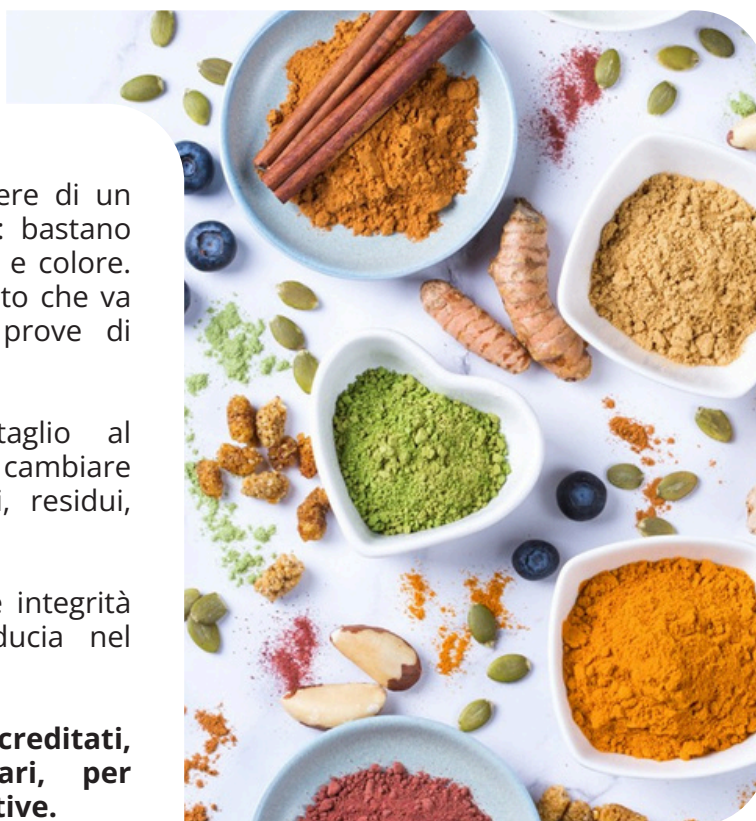 ere di un
: bastano
e colore.
to che va
prove di
taglio al
cambiare
i, residui,
e integrità
ducia nel
creditati,
ari, per
tive.